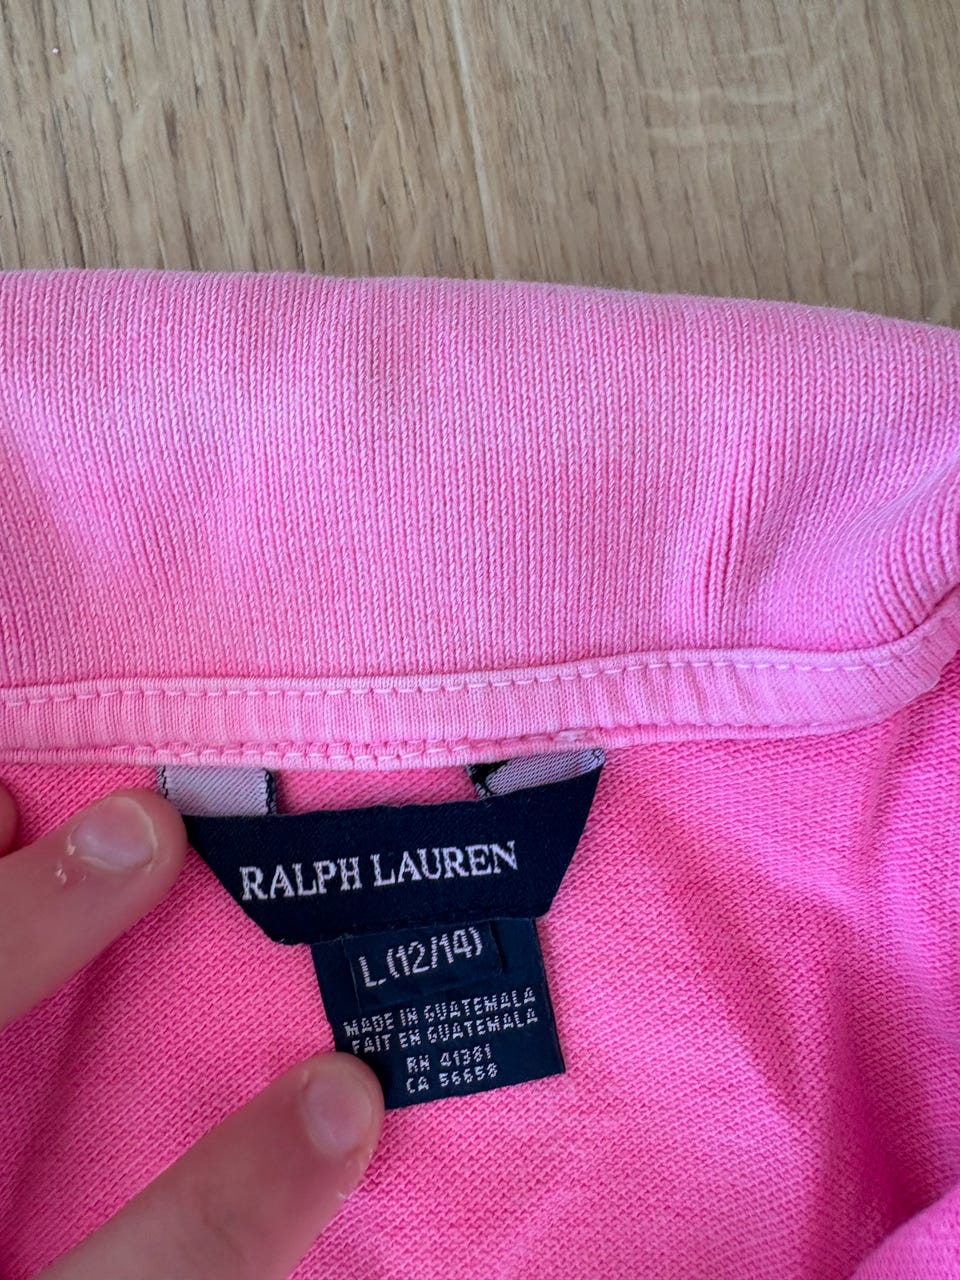 RALPH LAUREN
L(12/14)
MADE IN GUATEMALA
FAIT EN GUATEMALA
RN 41381
CA 56658